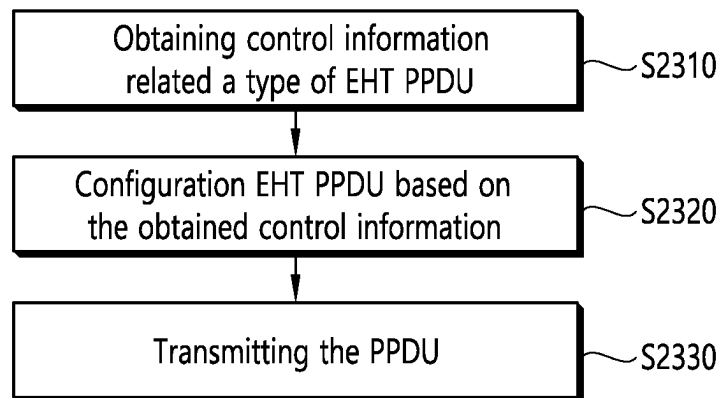 Obtaining control information
related a type of EHT PPDU
S2310
Configuration EHT PPDU based on
the obtained control information
S2320
Transmitting the PPDU
S2330